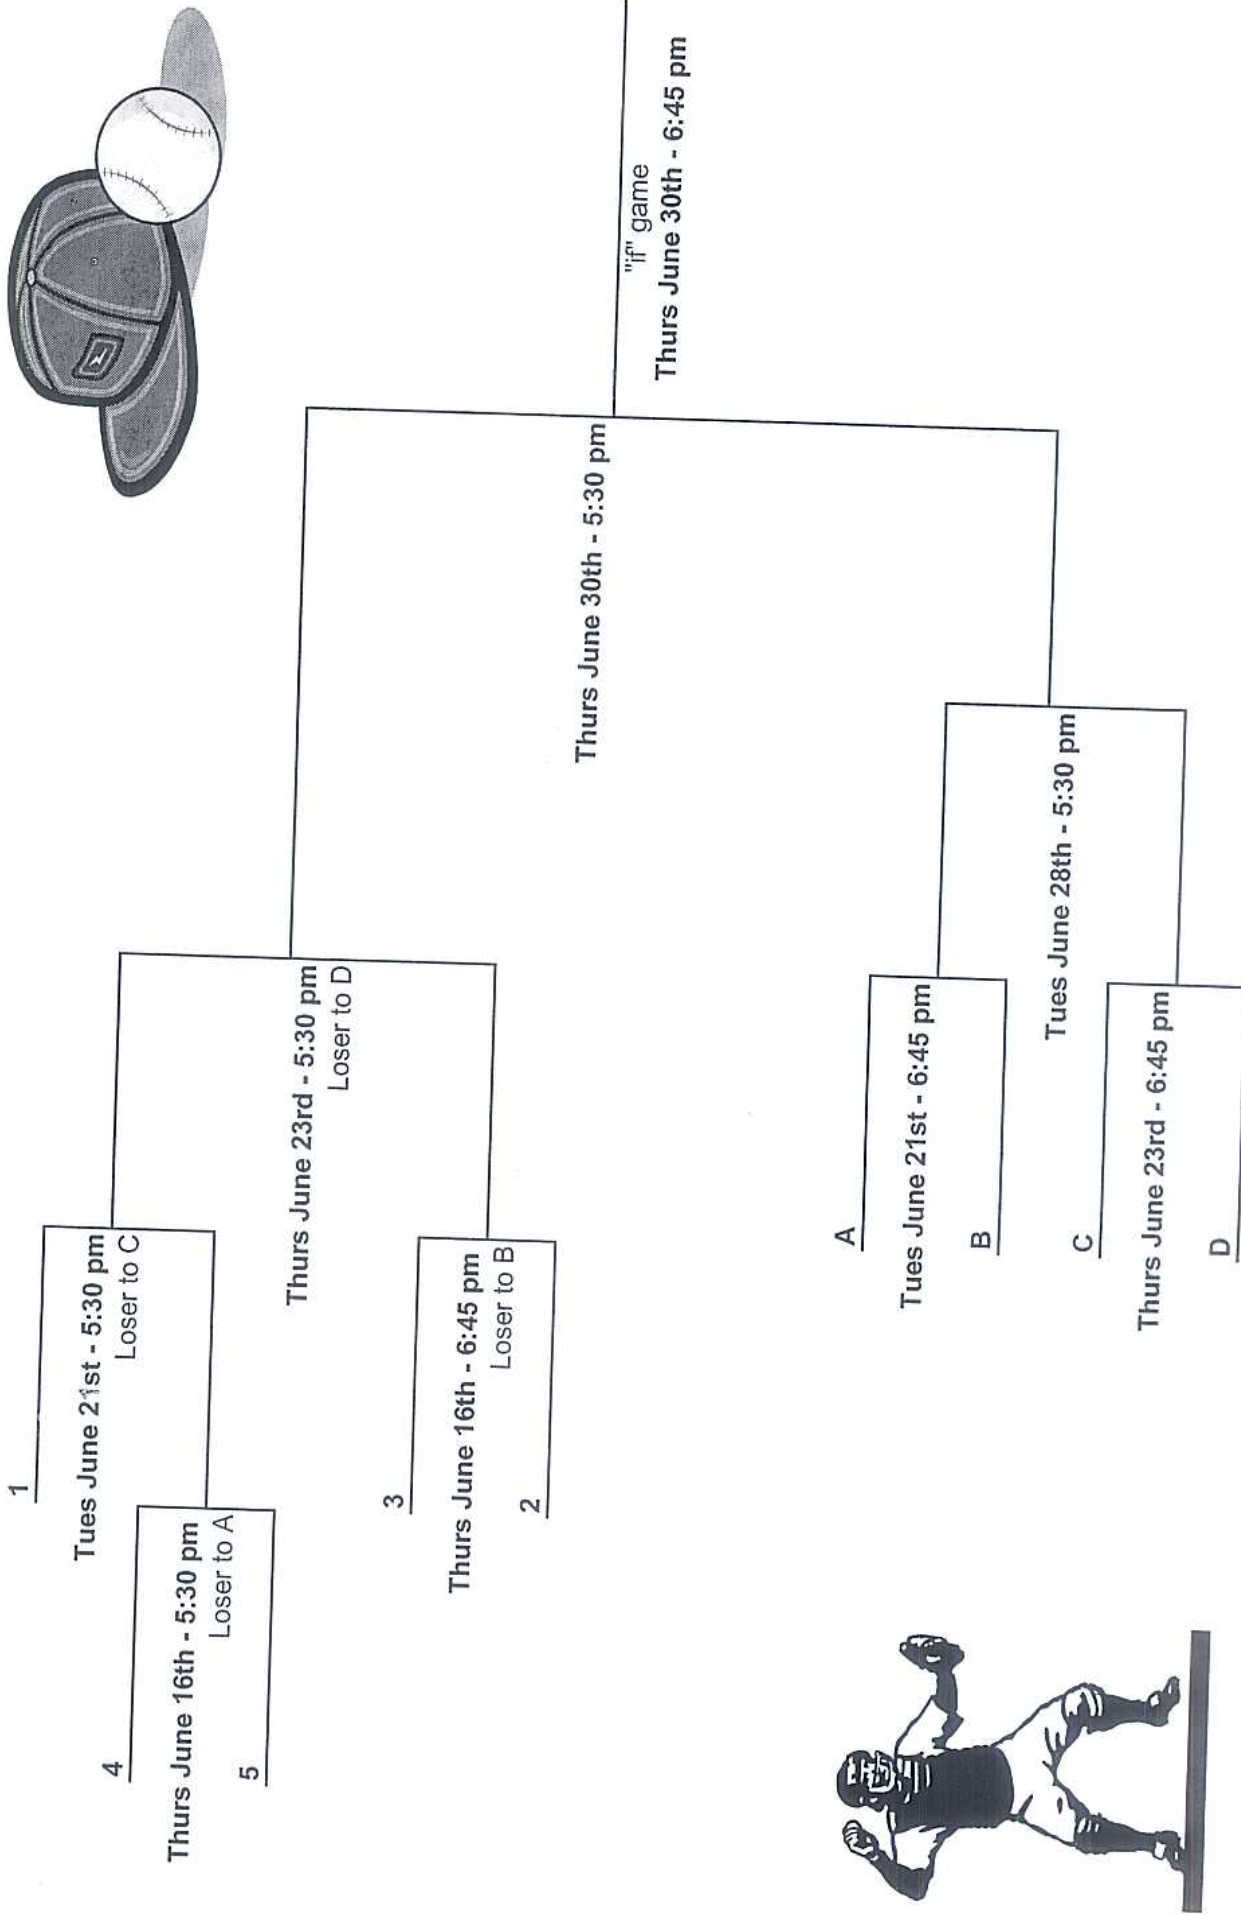 1
Tues June 21st - 5:30 pm
Loser to C
4
Thurs June 16th - 5:30 pm
Loser to A
5
Thurs June 23rd - 5:30 pm
Loser to D
3
Thurs June 16th - 6:45 pm
Loser to B
2
Thurs June 30th - 5:30 pm
"if" game
Thurs June 30th - 6:45 pm
A
Tues June 21st - 6:45 pm
B
Tues June 28th - 5:30 pm
C
Thurs June 23rd - 6:45 pm
D